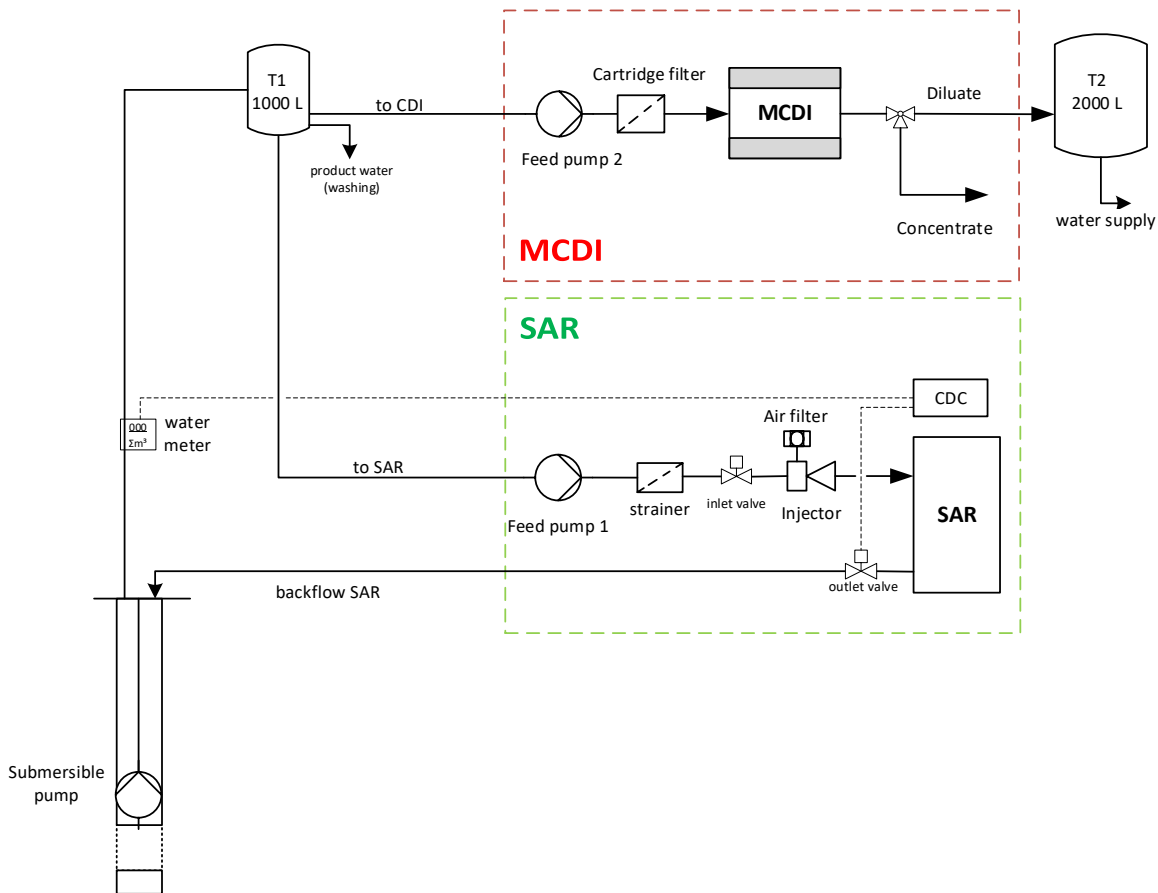 T1
1000 L
to CDI
product water
(washing)
Feed pump 2
Cartridge filter
MCDI
Diluate
Concentrate
T2
2000 L
water supply
MCDI
SAR
000
Σm³
water
meter
to SAR
Feed pump 1
strainer
inlet valve
Air filter
Injector
CDC
SAR
outlet valve
backflow SAR
Submersible
pump